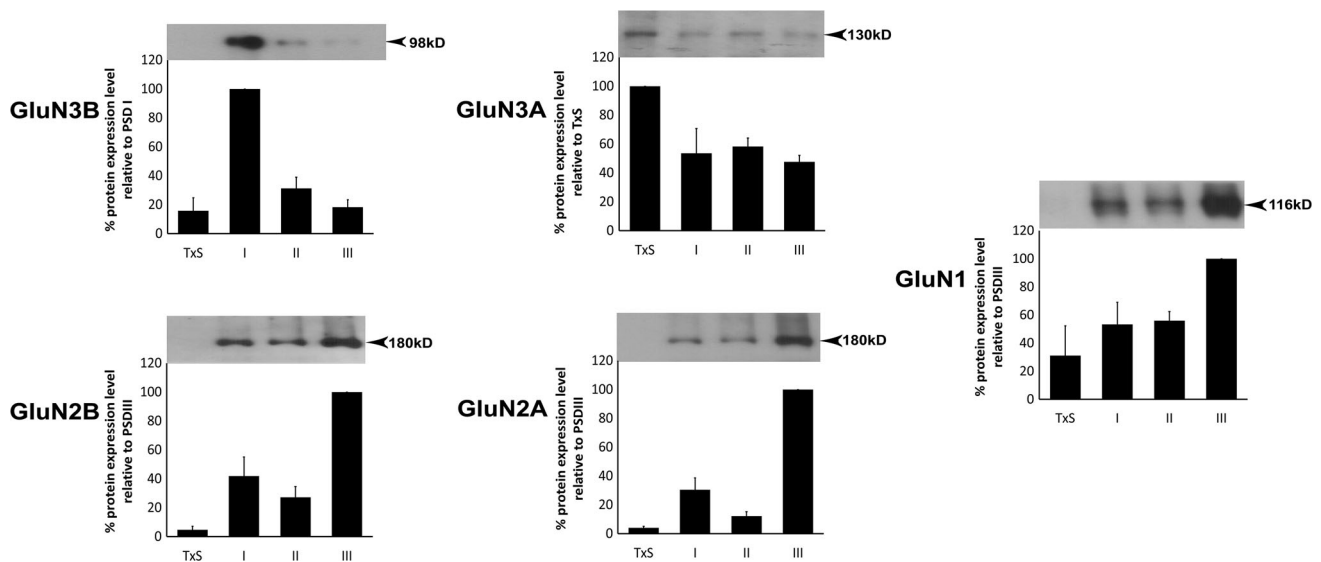 98kD
GluN3B
% protein expression level
relative to PSD I
120
100
80
60
40
20
0
TxS I II III
130kD
GluN3A
% protein expression level
relative to TxS
120
100
80
60
40
20
0
TxS I II III
116kD
GluN1
% protein expression level
relative to PSDIII
120
100
80
60
40
20
0
TxS I II III
180kD
GluN2B
% protein expression level
relative to PSDIII
120
100
80
60
40
20
0
TxS I II III
180kD
GluN2A
% protein expression level
relative to PSDIII
120
100
80
60
40
20
0
TxS I II III